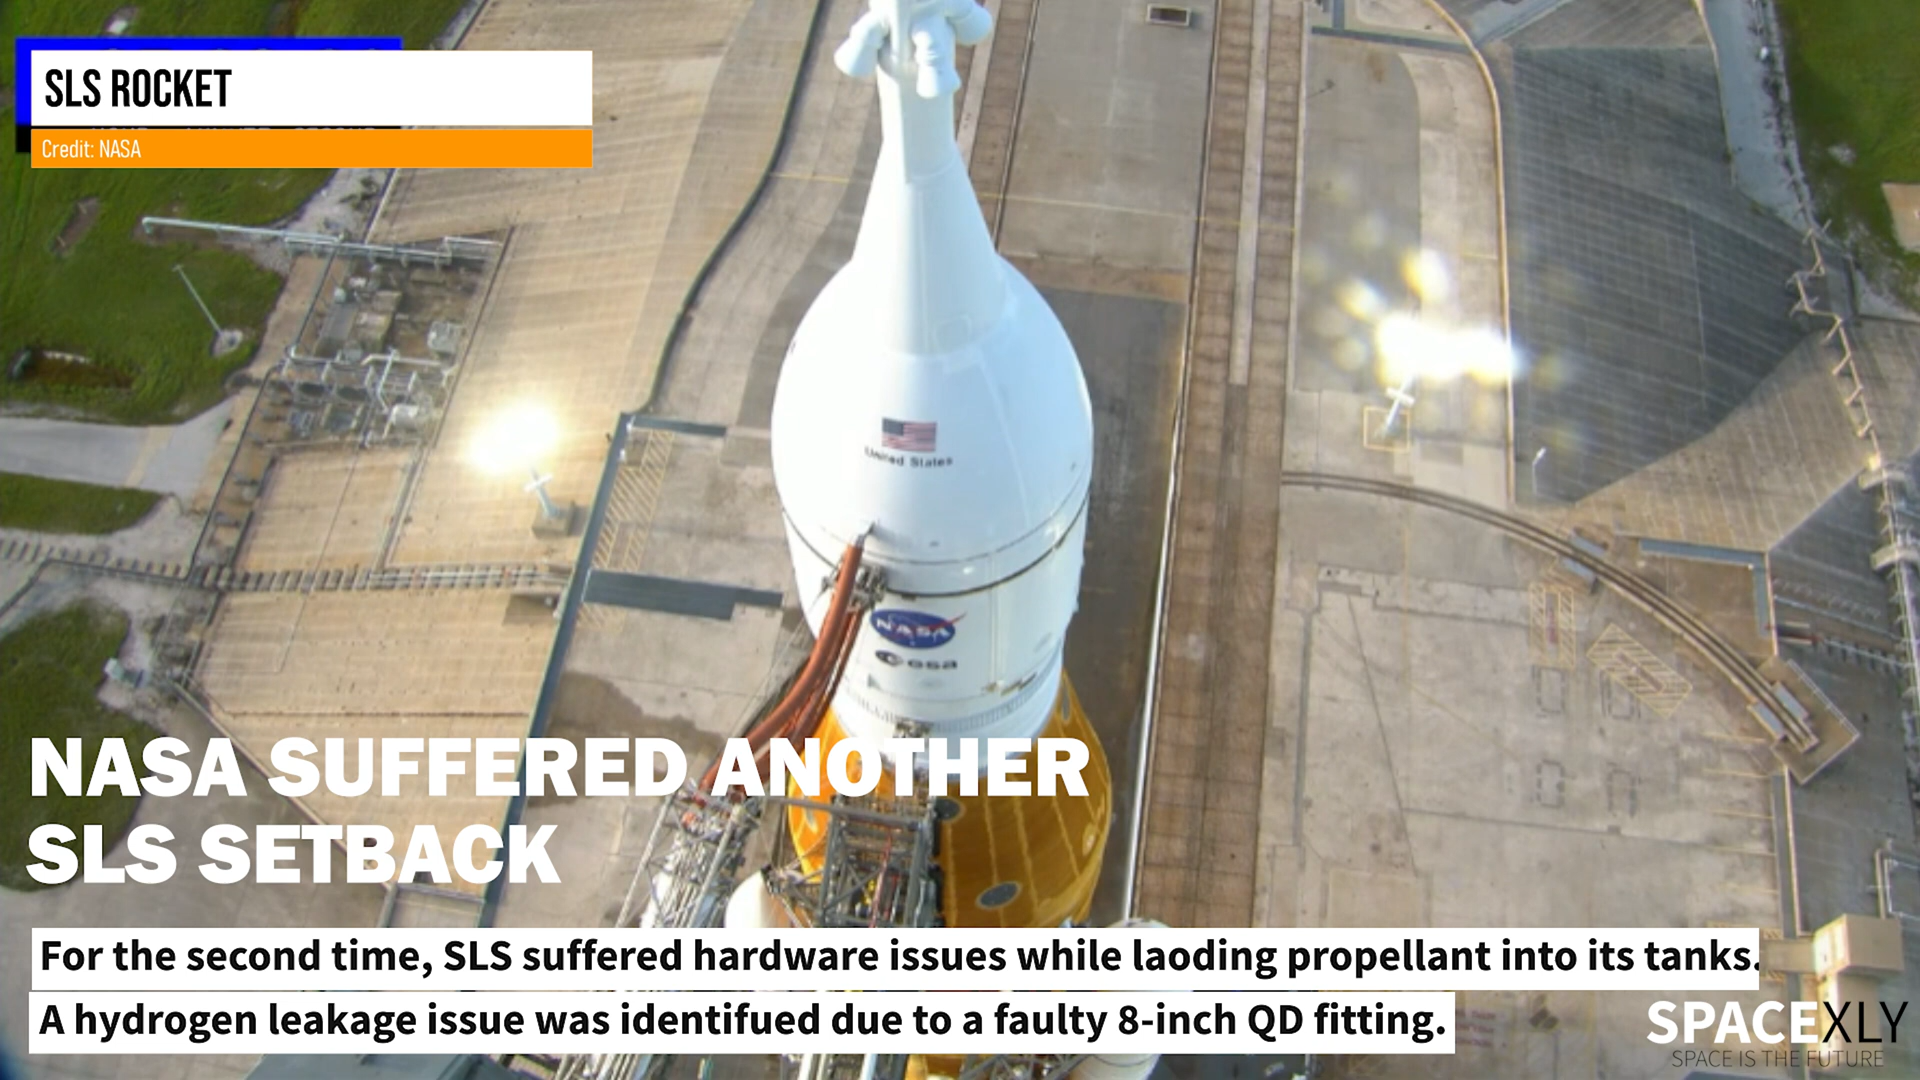 SLS ROCKET
Credit: NASA
United States
NASA
esa
NASA SUFFERED ANOTHER
SLS SETBACK
For the second time, SLS suffered hardware issues while laoding propellant into its tanks.
A hydrogen leakage issue was identifued due to a faulty 8-inch QD fitting.
SPACEXLY
SPACE IS THE FUTURE